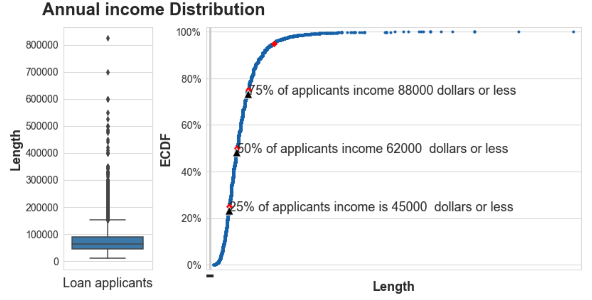 Annual income Distribution
Length
800000
700000
600000
500000
400000
300000
200000
100000
0
Loan applicants
ECDF
100%
80%
60%
40%
20%
0%
75% of applicants income 88000 dollars or less
50% of applicants income 62000 dollars or less
25% of applicants income is 45000 dollars or less
Length